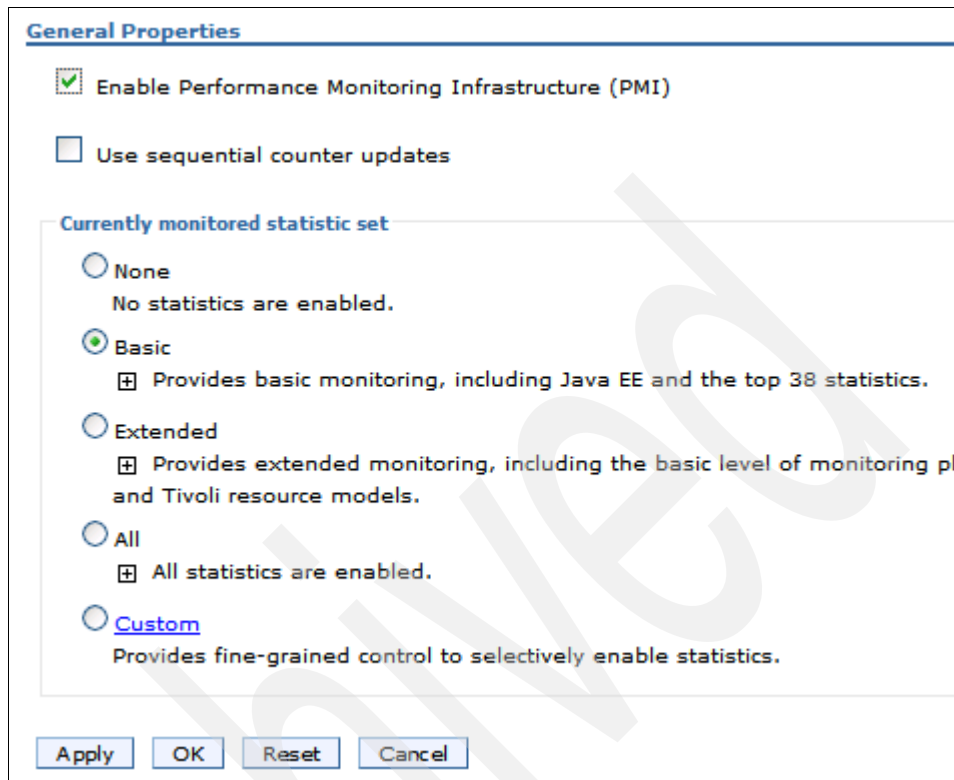 General Properties
Enable Performance Monitoring Infrastructure (PMI)
Use sequential counter updates
Currently monitored statistic set
None
No statistics are enabled.
Basic
Provides basic monitoring, including Java EE and the top 38 statistics.
Extended
Provides extended monitoring, including the basic level of monitoring pl
and Tivoli resource models.
All
All statistics are enabled.
Custom
Provides fine-grained control to selectively enable statistics.
Apply OK Reset Cancel
hived